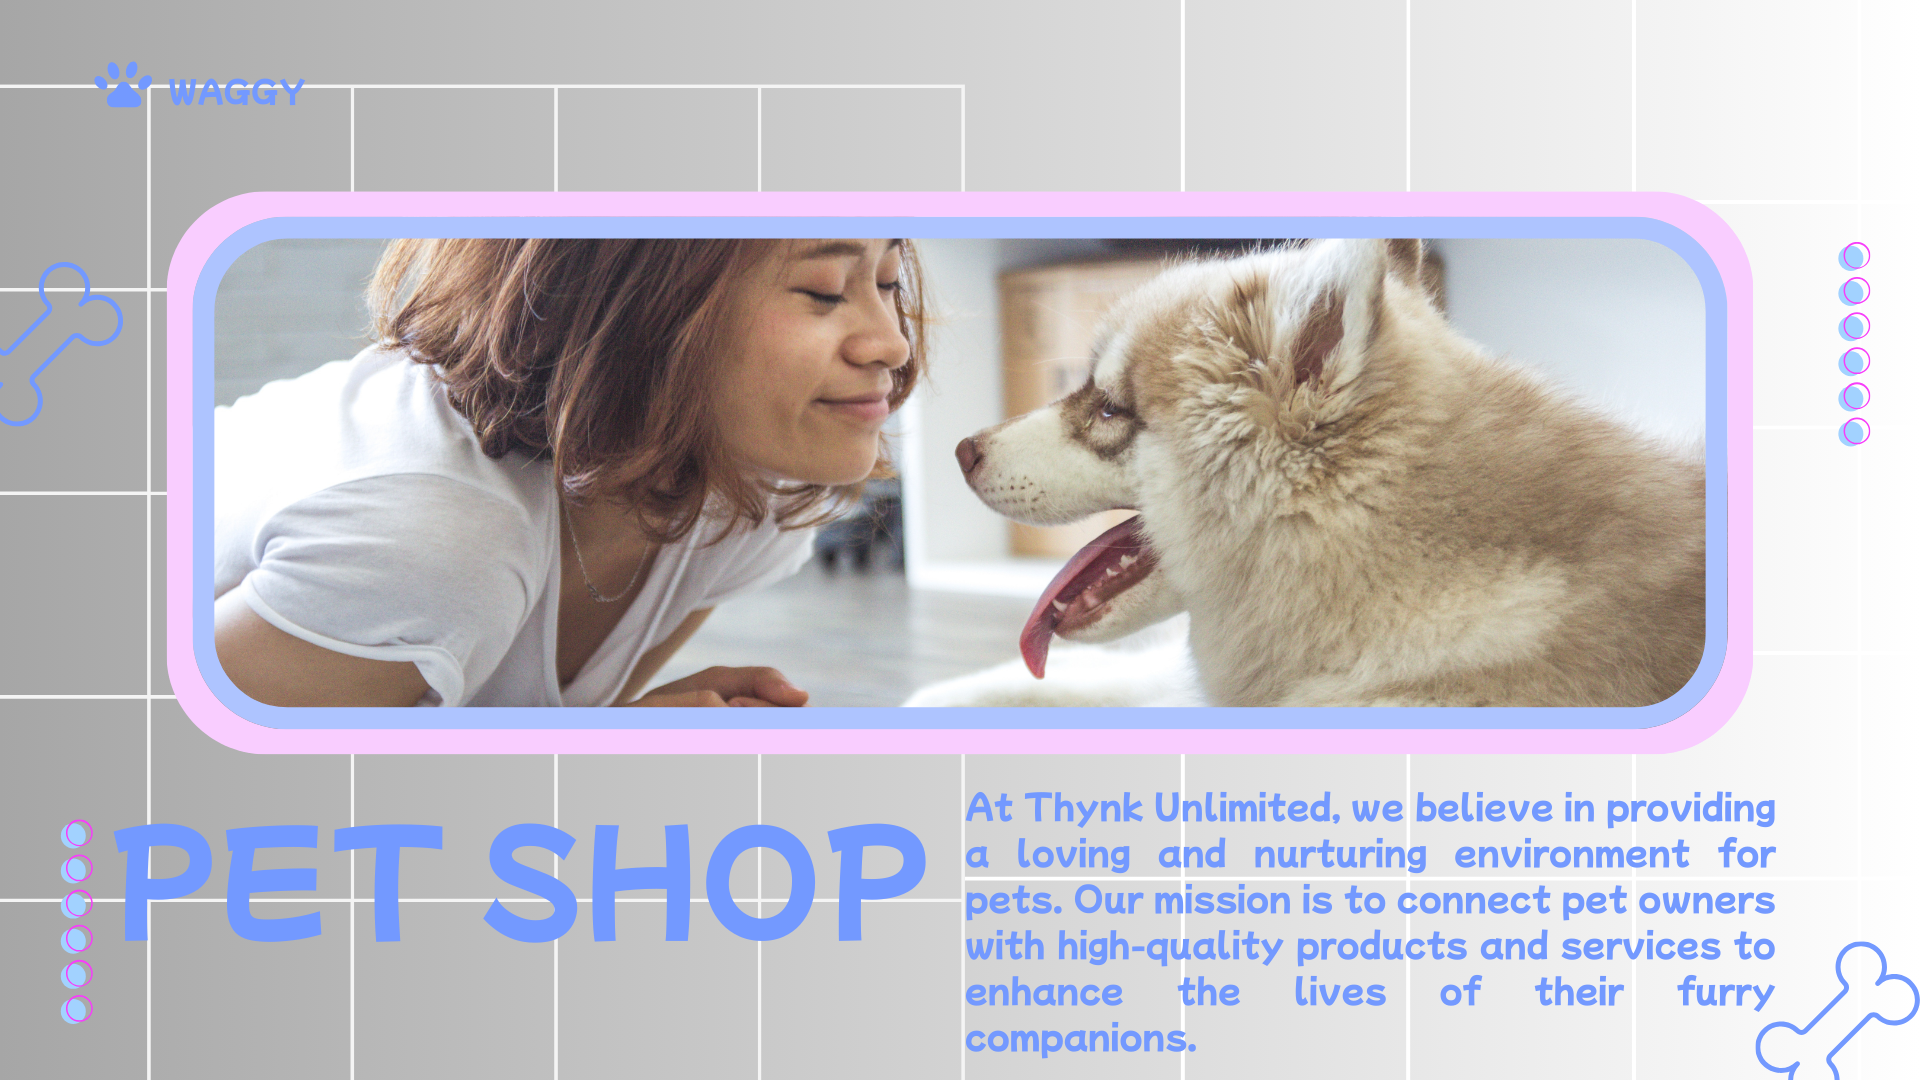 WAGGY
PET SHOP
At Thynk Unlimited, we believe in providing
a loving and nurturing environment for
pets. Our mission is to connect pet owners
with high-quality products and services to
enhance the lives of their furry
companions.